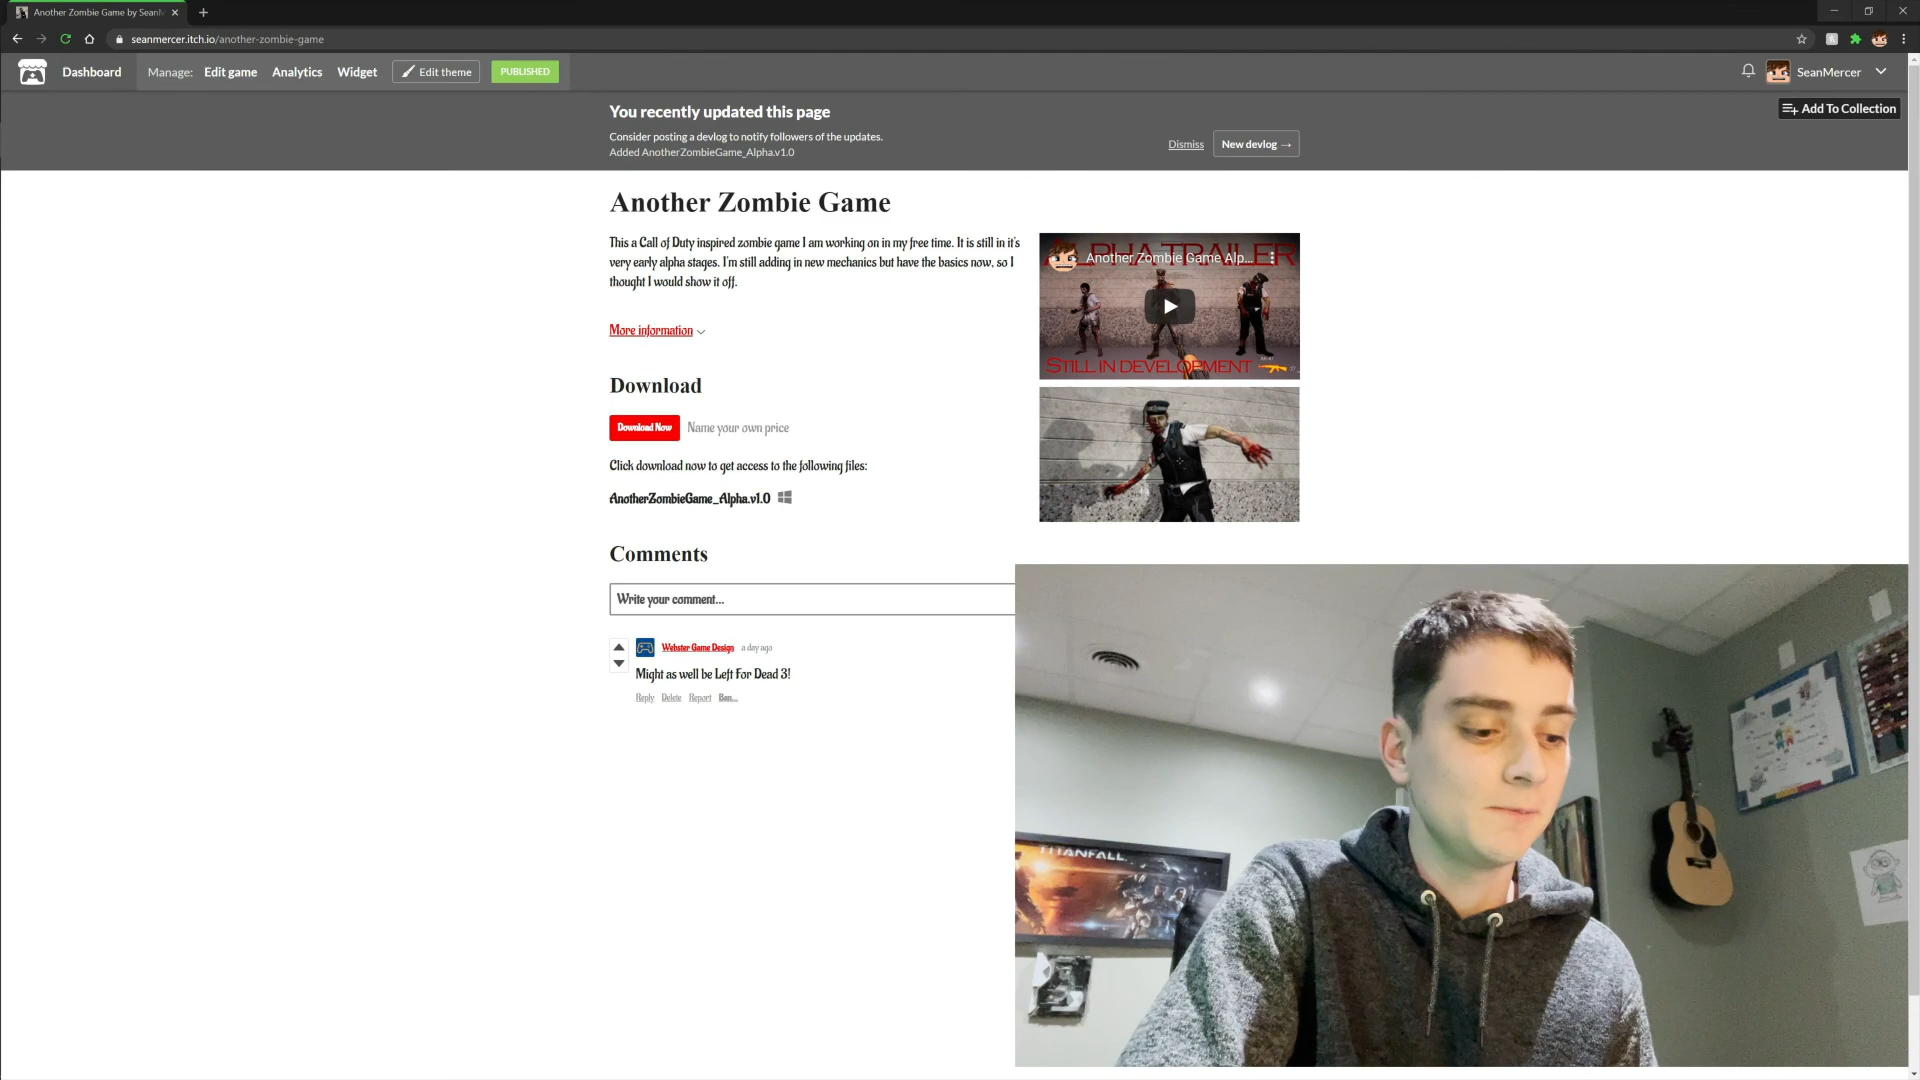 Another Zombie Game by Sean
seanmercer.itch.io/another-zombie-game
Dashboard
Manage:
Edit game
Analytics
Widget
Edit theme
PUBLISHED
SeanMercer
You recently updated this page
Consider posting a devlog to notify followers of the updates.
Added AnotherZombieGame_Alpha.v1.0
Dismiss
New devlog →
Add To Collection
Another Zombie Game
This a Call of Duty inspired zombie game I am working on in my free time. It is still in it's
very early alpha stages. I'm still adding in new mechanics but have the basics now, so I
thought I would show it off.
More information
Download
Download Now
Name your own price
Click download now to get access to the following files:
AnotherZombieGame_Alpha.v1.0
Comments
Write your comment...
Webster Game Design
a day ago
Might as well be Left For Dead 3!
Reply
Delete
Report
Ban...
ALPHA TRAILER
Another Zombie Game Alp...
STILL IN DEVELOPMENT
TITANFALL